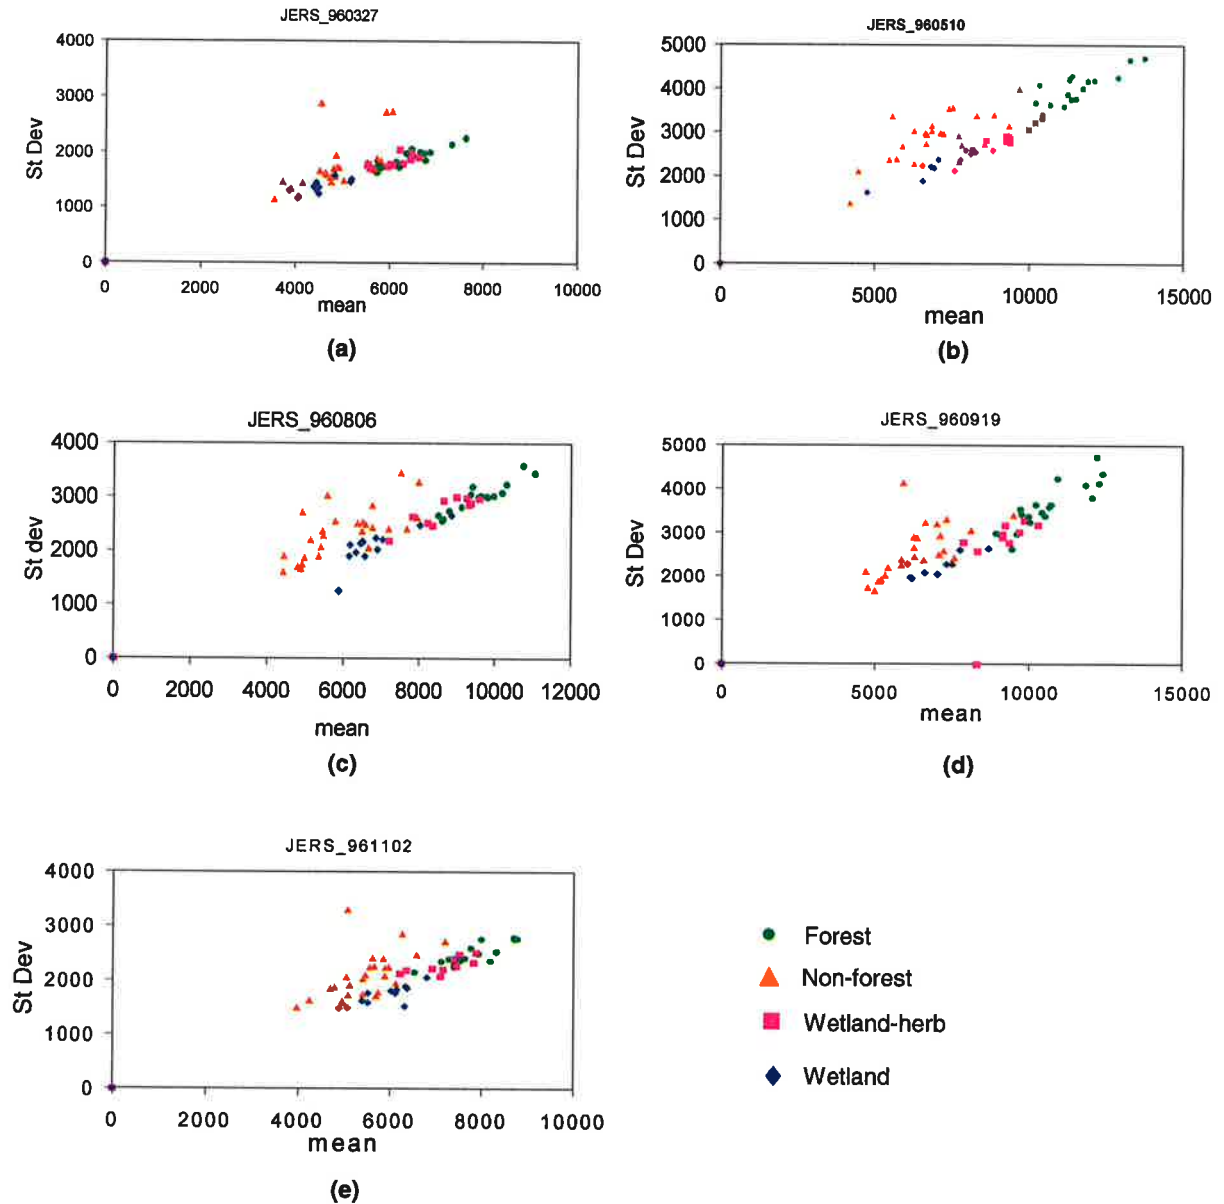 JERS_960327
4000
3000
2000
1000
0
St Dev
0 2000 4000 6000 8000 10000
mean
(a)
JERS_960510
5000
4000
3000
2000
1000
0
St Dev
0 5000 10000 15000
mean
(b)
JERS_960806
4000
3000
2000
1000
0
St dev
0 2000 4000 6000 8000 10000 12000
mean
(c)
JERS_960919
5000
4000
3000
2000
1000
0
St Dev
0 5000 10000 15000
mean
(d)
JERS_961102
4000
3000
2000
1000
0
St Dev
0 2000 4000 6000 8000 10000
mean
(e)
Forest
Non-forest
Wetland-herb
Wetland